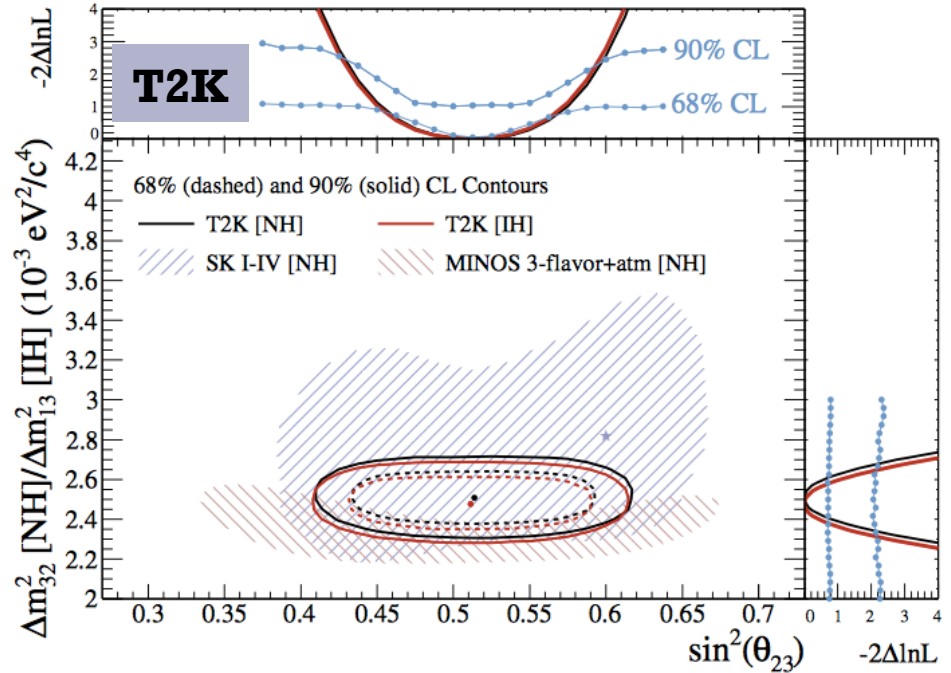 -2ΔlnL
4
3
2
1
0
T2K
90% CL
68% CL
Δm²₃₂ [NH]/Δm²₁₃ [IH] (10⁻³ eV²/c⁴)
4.2
4
3.8
3.6
3.4
3.2
3
2.8
2.6
2.4
2.2
2
68% (dashed) and 90% (solid) CL Contours
T2K [NH] T2K [IH]
SK I-IV [NH] MINOS 3-flavor+atm [NH]
0.3 0.35 0.4 0.45 0.5 0.55 0.6 0.65 0.7
sin²(θ₂₃)
0 1 2 3 4
-2ΔlnL